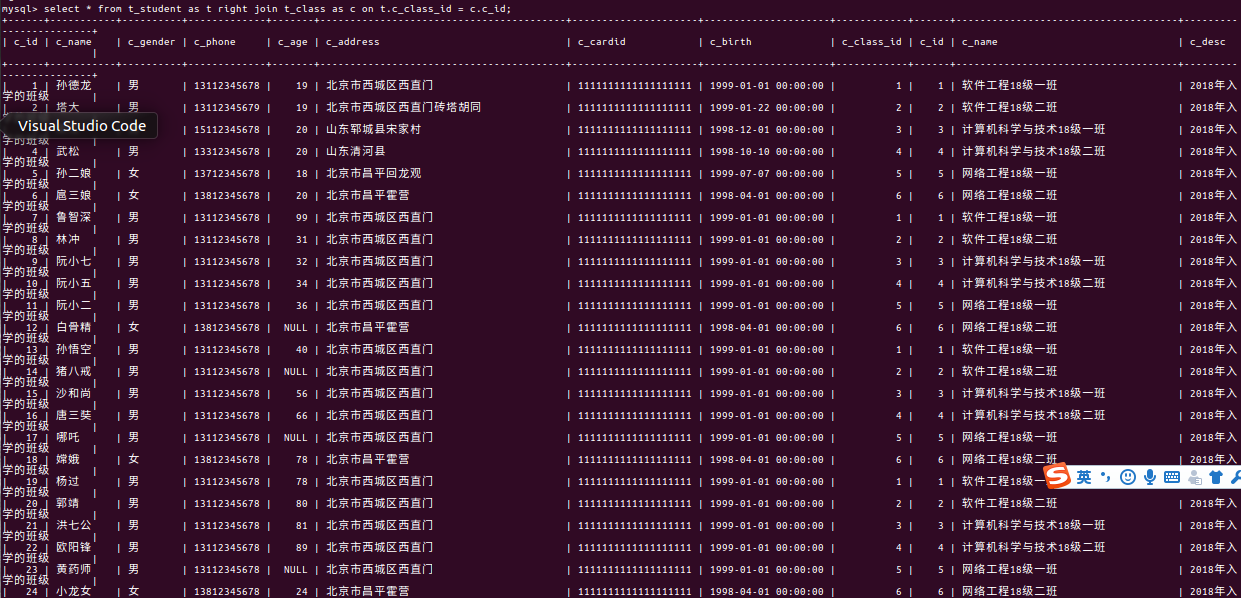 mysql> select * from t_student as t right join t_class as c on t.c_class_id = c.c_id;
| c_id | c_name | c_gender | c_phone | c_age | c_address | c_cardid | c_birth | c_class_id | c_id | c_name | c_desc
|
| 1 | 孙德龙 | 男 | 13112345678 | 19 | 北京市西城区西直门 | 111111111111111111 | 1999-01-01 00:00:00 | 1 | 1 | 软件工程18级一班 | 2018年入
学的班级 |
| 2 | 塔大 | 男 | 13112345679 | 19 | 北京市西城区西直门砖塔胡同 | 111111111111111111 | 1999-01-22 00:00:00 | 2 | 2 | 软件工程18级二班 | 2018年入
Visual Studio Code | 15112345678 | 20 | 山东郓城县宋家村 | 111111111111111111 | 1998-12-01 00:00:00 | 3 | 3 | 计算机科学与技术18级一班 | 2018年入
学的班级 |
| 4 | 武松 | 男 | 13312345678 | 20 | 山东清河县 | 111111111111111111 | 1998-10-10 00:00:00 | 4 | 4 | 计算机科学与技术18级二班 | 2018年入
学的班级 |
| 5 | 孙二娘 | 女 | 13712345678 | 18 | 北京市昌平回龙观 | 111111111111111111 | 1999-07-07 00:00:00 | 5 | 5 | 网络工程18级一班 | 2018年入
学的班级 |
| 6 | 扈三娘 | 女 | 13812345678 | 20 | 北京市昌平霍营 | 111111111111111111 | 1998-04-01 00:00:00 | 6 | 6 | 网络工程18级二班 | 2018年入
学的班级 |
| 7 | 鲁智深 | 男 | 13112345678 | 99 | 北京市西城区西直门 | 111111111111111111 | 1999-01-01 00:00:00 | 1 | 1 | 软件工程18级一班 | 2018年入
学的班级 |
| 8 | 林冲 | 男 | 13112345678 | 31 | 北京市西城区西直门 | 111111111111111111 | 1999-01-01 00:00:00 | 2 | 2 | 软件工程18级二班 | 2018年入
学的班级 |
| 9 | 阮小七 | 男 | 13112345678 | 32 | 北京市西城区西直门 | 111111111111111111 | 1999-01-01 00:00:00 | 3 | 3 | 计算机科学与技术18级一班 | 2018年入
学的班级 |
| 10 | 阮小五 | 男 | 13112345678 | 34 | 北京市西城区西直门 | 111111111111111111 | 1999-01-01 00:00:00 | 4 | 4 | 计算机科学与技术18级二班 | 2018年入
学的班级 |
| 11 | 阮小二 | 男 | 13112345678 | 36 | 北京市西城区西直门 | 111111111111111111 | 1999-01-01 00:00:00 | 5 | 5 | 网络工程18级一班 | 2018年入
学的班级 |
| 12 | 白骨精 | 女 | 13812345678 | NULL | 北京市昌平霍营 | 111111111111111111 | 1998-04-01 00:00:00 | 6 | 6 | 网络工程18级二班 | 2018年入
学的班级 |
| 13 | 孙悟空 | 男 | 13112345678 | 40 | 北京市西城区西直门 | 111111111111111111 | 1999-01-01 00:00:00 | 1 | 1 | 软件工程18级一班 | 2018年入
学的班级 |
| 14 | 猪八戒 | 男 | 13112345678 | NULL | 北京市西城区西直门 | 111111111111111111 | 1999-01-01 00:00:00 | 2 | 2 | 软件工程18级二班 | 2018年入
学的班级 |
| 15 | 沙和尚 | 男 | 13112345678 | 56 | 北京市西城区西直门 | 111111111111111111 | 1999-01-01 00:00:00 | 3 | 3 | 计算机科学与技术18级一班 | 2018年入
学的班级 |
| 16 | 唐三奘 | 男 | 13112345678 | 66 | 北京市西城区西直门 | 111111111111111111 | 1999-01-01 00:00:00 | 4 | 4 | 计算机科学与技术18级二班 | 2018年入
学的班级 |
| 17 | 哪吒 | 男 | 13112345678 | NULL | 北京市西城区西直门 | 111111111111111111 | 1999-01-01 00:00:00 | 5 | 5 | 网络工程18级一班 | 2018年入
学的班级 |
| 18 | 嫦娥 | 女 | 13812345678 | 78 | 北京市昌平霍营 | 111111111111111111 | 1998-04-01 00:00:00 | 6 | 6 | 网络工程18级二班 | 2018年入
学的班级 |
| 19 | 杨过 | 男 | 13112345678 | 78 | 北京市西城区西直门 | 111111111111111111 | 1999-01-01 00:00:00 | 1 | 1 | 软件工程18级一 英
学的班级 |
| 20 | 郭靖 | 男 | 13112345678 | 80 | 北京市西城区西直门 | 111111111111111111 | 1999-01-01 00:00:00 | 2 | 2 | 软件工程18级二班 | 2018年入
学的班级 |
| 21 | 洪七公 | 男 | 13112345678 | 81 | 北京市西城区西直门 | 111111111111111111 | 1999-01-01 00:00:00 | 3 | 3 | 计算机科学与技术18级一班 | 2018年入
学的班级 |
| 22 | 欧阳锋 | 男 | 13112345678 | 89 | 北京市西城区西直门 | 111111111111111111 | 1999-01-01 00:00:00 | 4 | 4 | 计算机科学与技术18级二班 | 2018年入
学的班级 |
| 23 | 黄药师 | 男 | 13112345678 | NULL | 北京市西城区西直门 | 111111111111111111 | 1999-01-01 00:00:00 | 5 | 5 | 网络工程18级一班 | 2018年入
学的班级 |
| 24 | 小龙女 | 女 | 13812345678 | 24 | 北京市昌平霍营 | 111111111111111111 | 1998-04-01 00:00:00 | 6 | 6 | 网络工程18级二班 | 2018年入